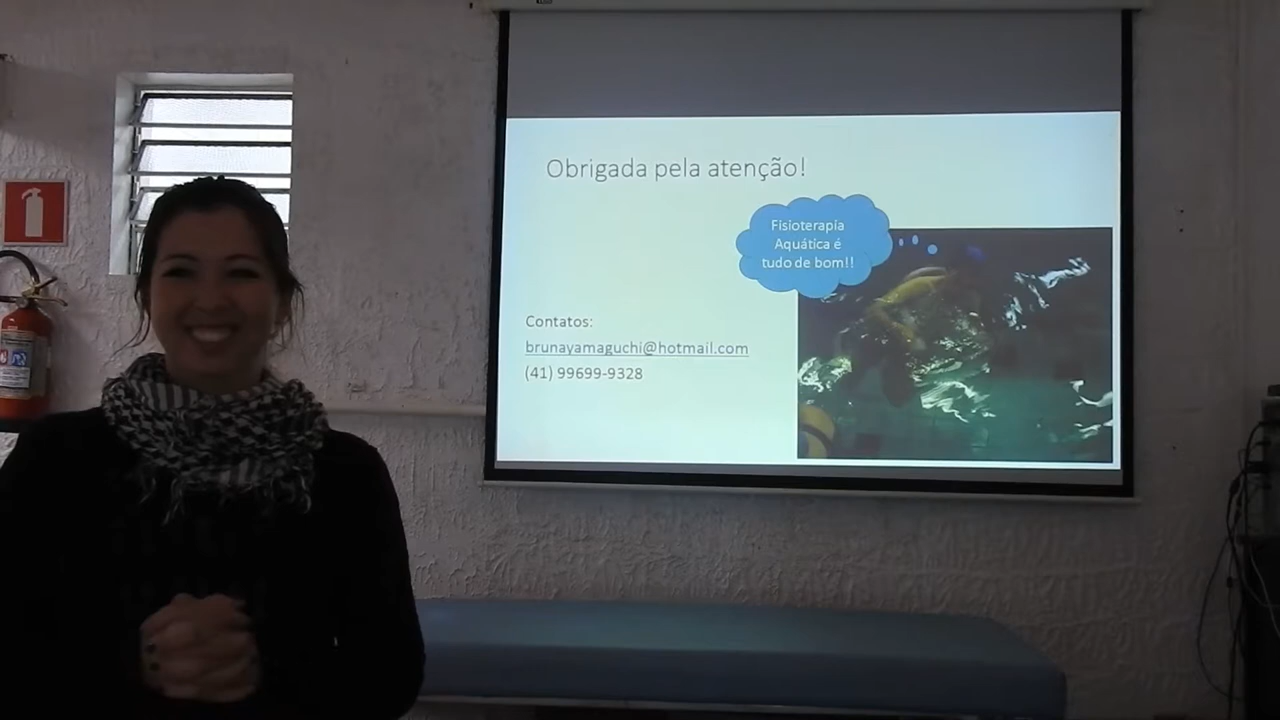 Obrigada pela atenção!
Fisioterapia
Aquática é
tudo de bom!!
Contatos:
brunayamaguchi@hotmail.com
(41) 99699-9328